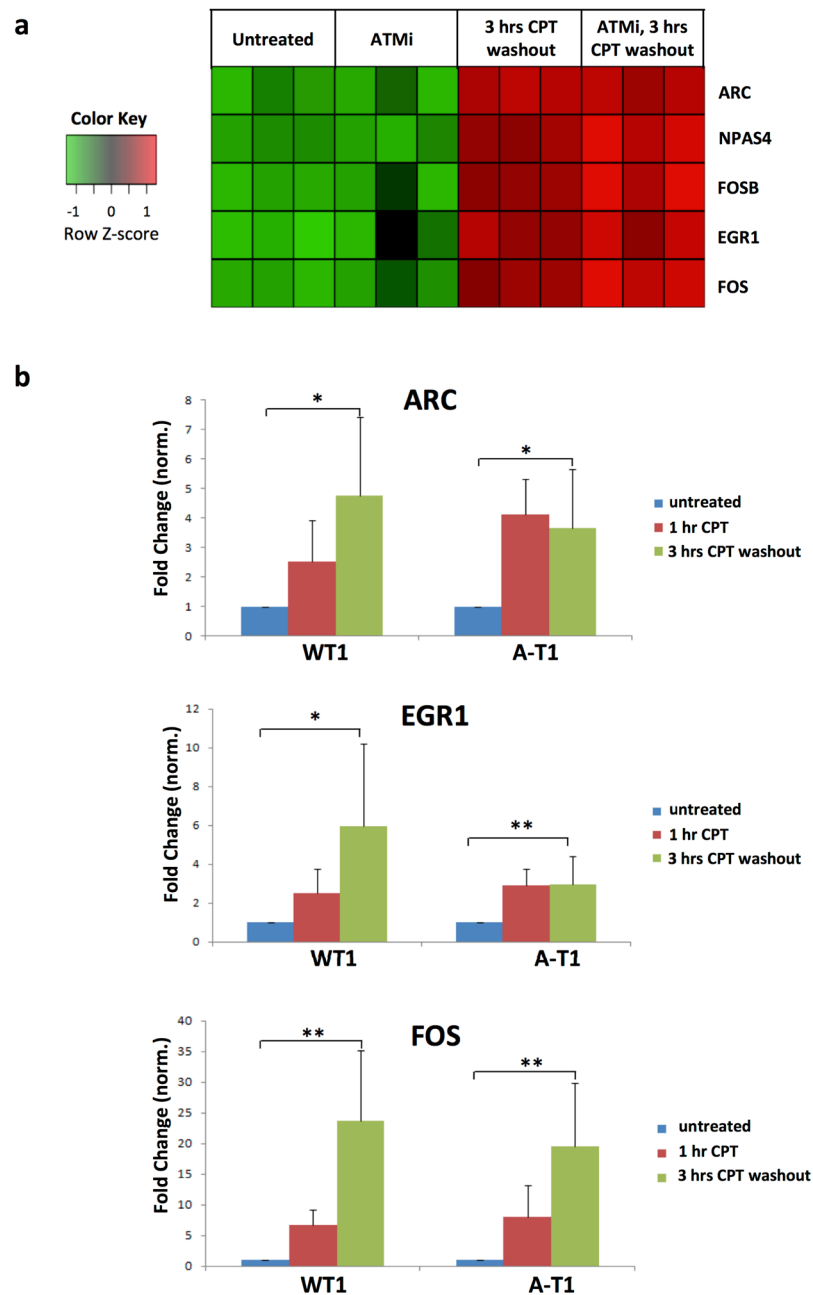 a
Untreated
ATMi
3 hrs CPT
washout
ATMi, 3 hrs
CPT washout
Color Key
-1 0 1
Row Z-score
ARC
NPAS4
FOSB
EGR1
FOS
b
ARC
Fold Change (norm.)
8
7
6
5
4
3
2
1
0
*
*
WT1
A-T1
untreated
1 hr CPT
3 hrs CPT washout
EGR1
Fold Change (norm.)
12
10
8
6
4
2
0
*
**
WT1
A-T1
untreated
1 hr CPT
3 hrs CPT washout
FOS
Fold Change (norm.)
40
35
30
25
20
15
10
5
0
**
**
WT1
A-T1
untreated
1 hr CPT
3 hrs CPT washout